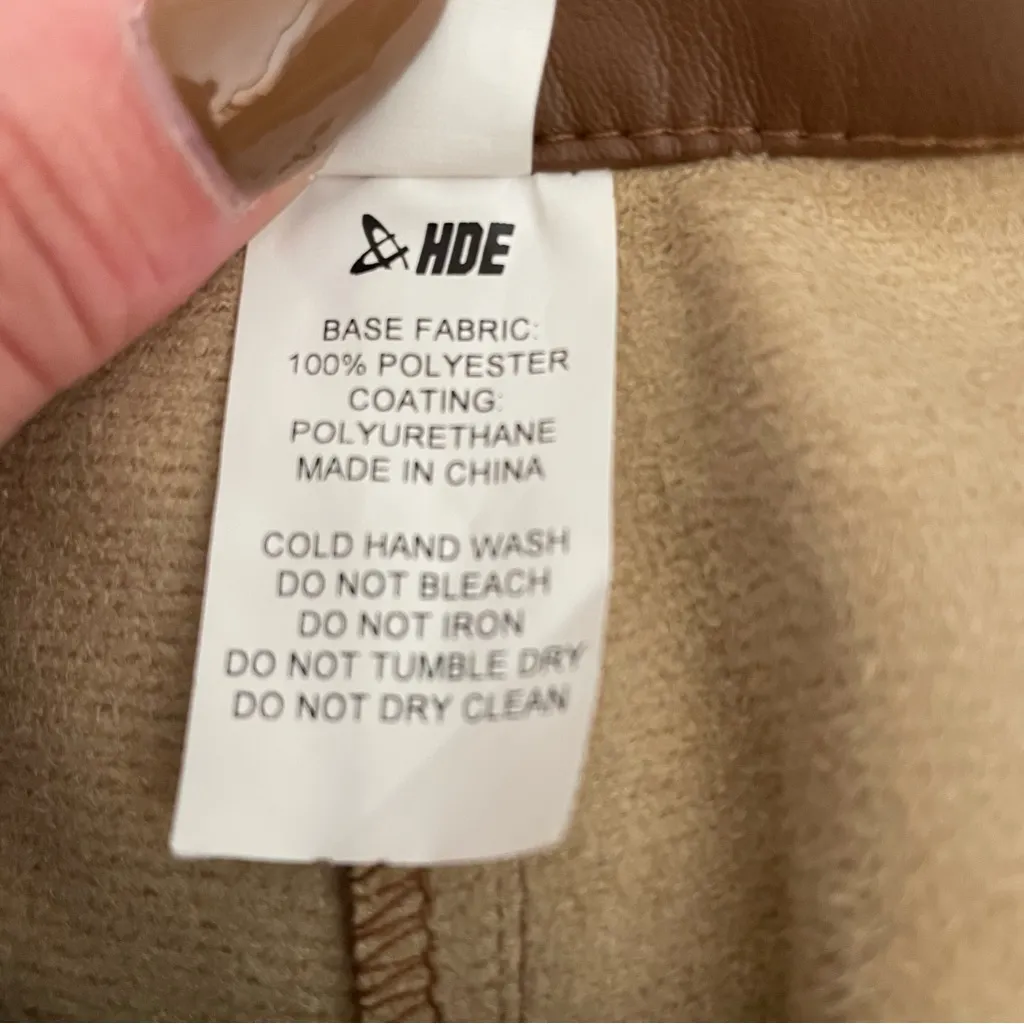 HDE
BASE FABRIC:
100% POLYESTER
COATING:
POLYURETHANE
MADE IN CHINA
COLD HAND WASH
DO NOT BLEACH
DO NOT IRON
DO NOT TUMBLE DRY
DO NOT DRY CLEAN